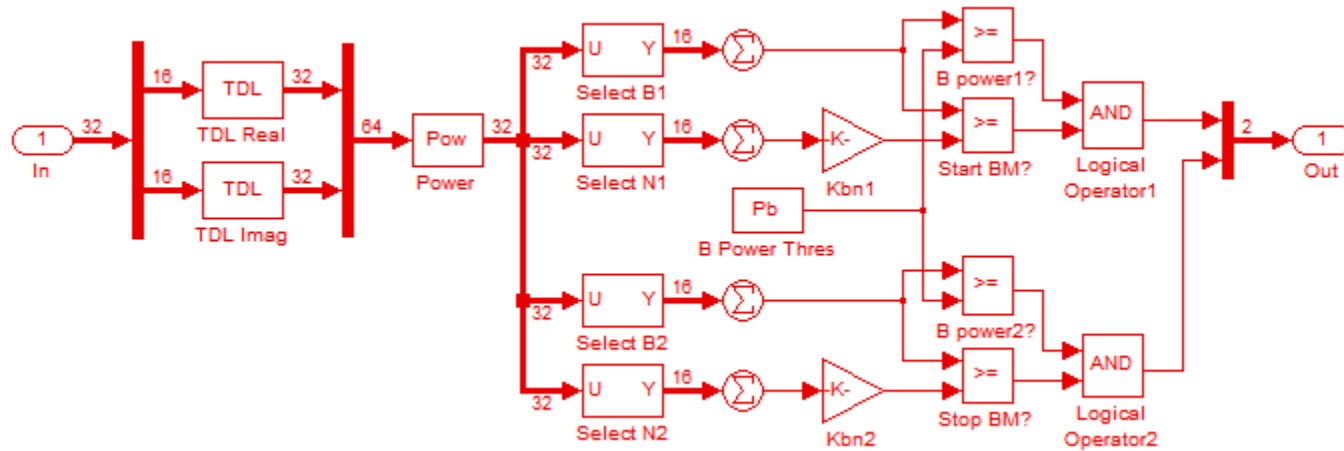 1
In
32
16
TDL
TDL Real
32
16
TDL
TDL Imag
32
64
Pow
Power
32
32
U Y
Select B1
16
Σ
32
U Y
Select N1
16
Σ
-K-
Kbn1
Pb
B Power Thres
>=
B power1?
>=
Start BM?
AND
Logical
Operator1
32
U Y
Select B2
16
Σ
32
U Y
Select N2
16
Σ
-K-
Kbn2
>=
B power2?
>=
Stop BM?
AND
Logical
Operator2
2
1
Out